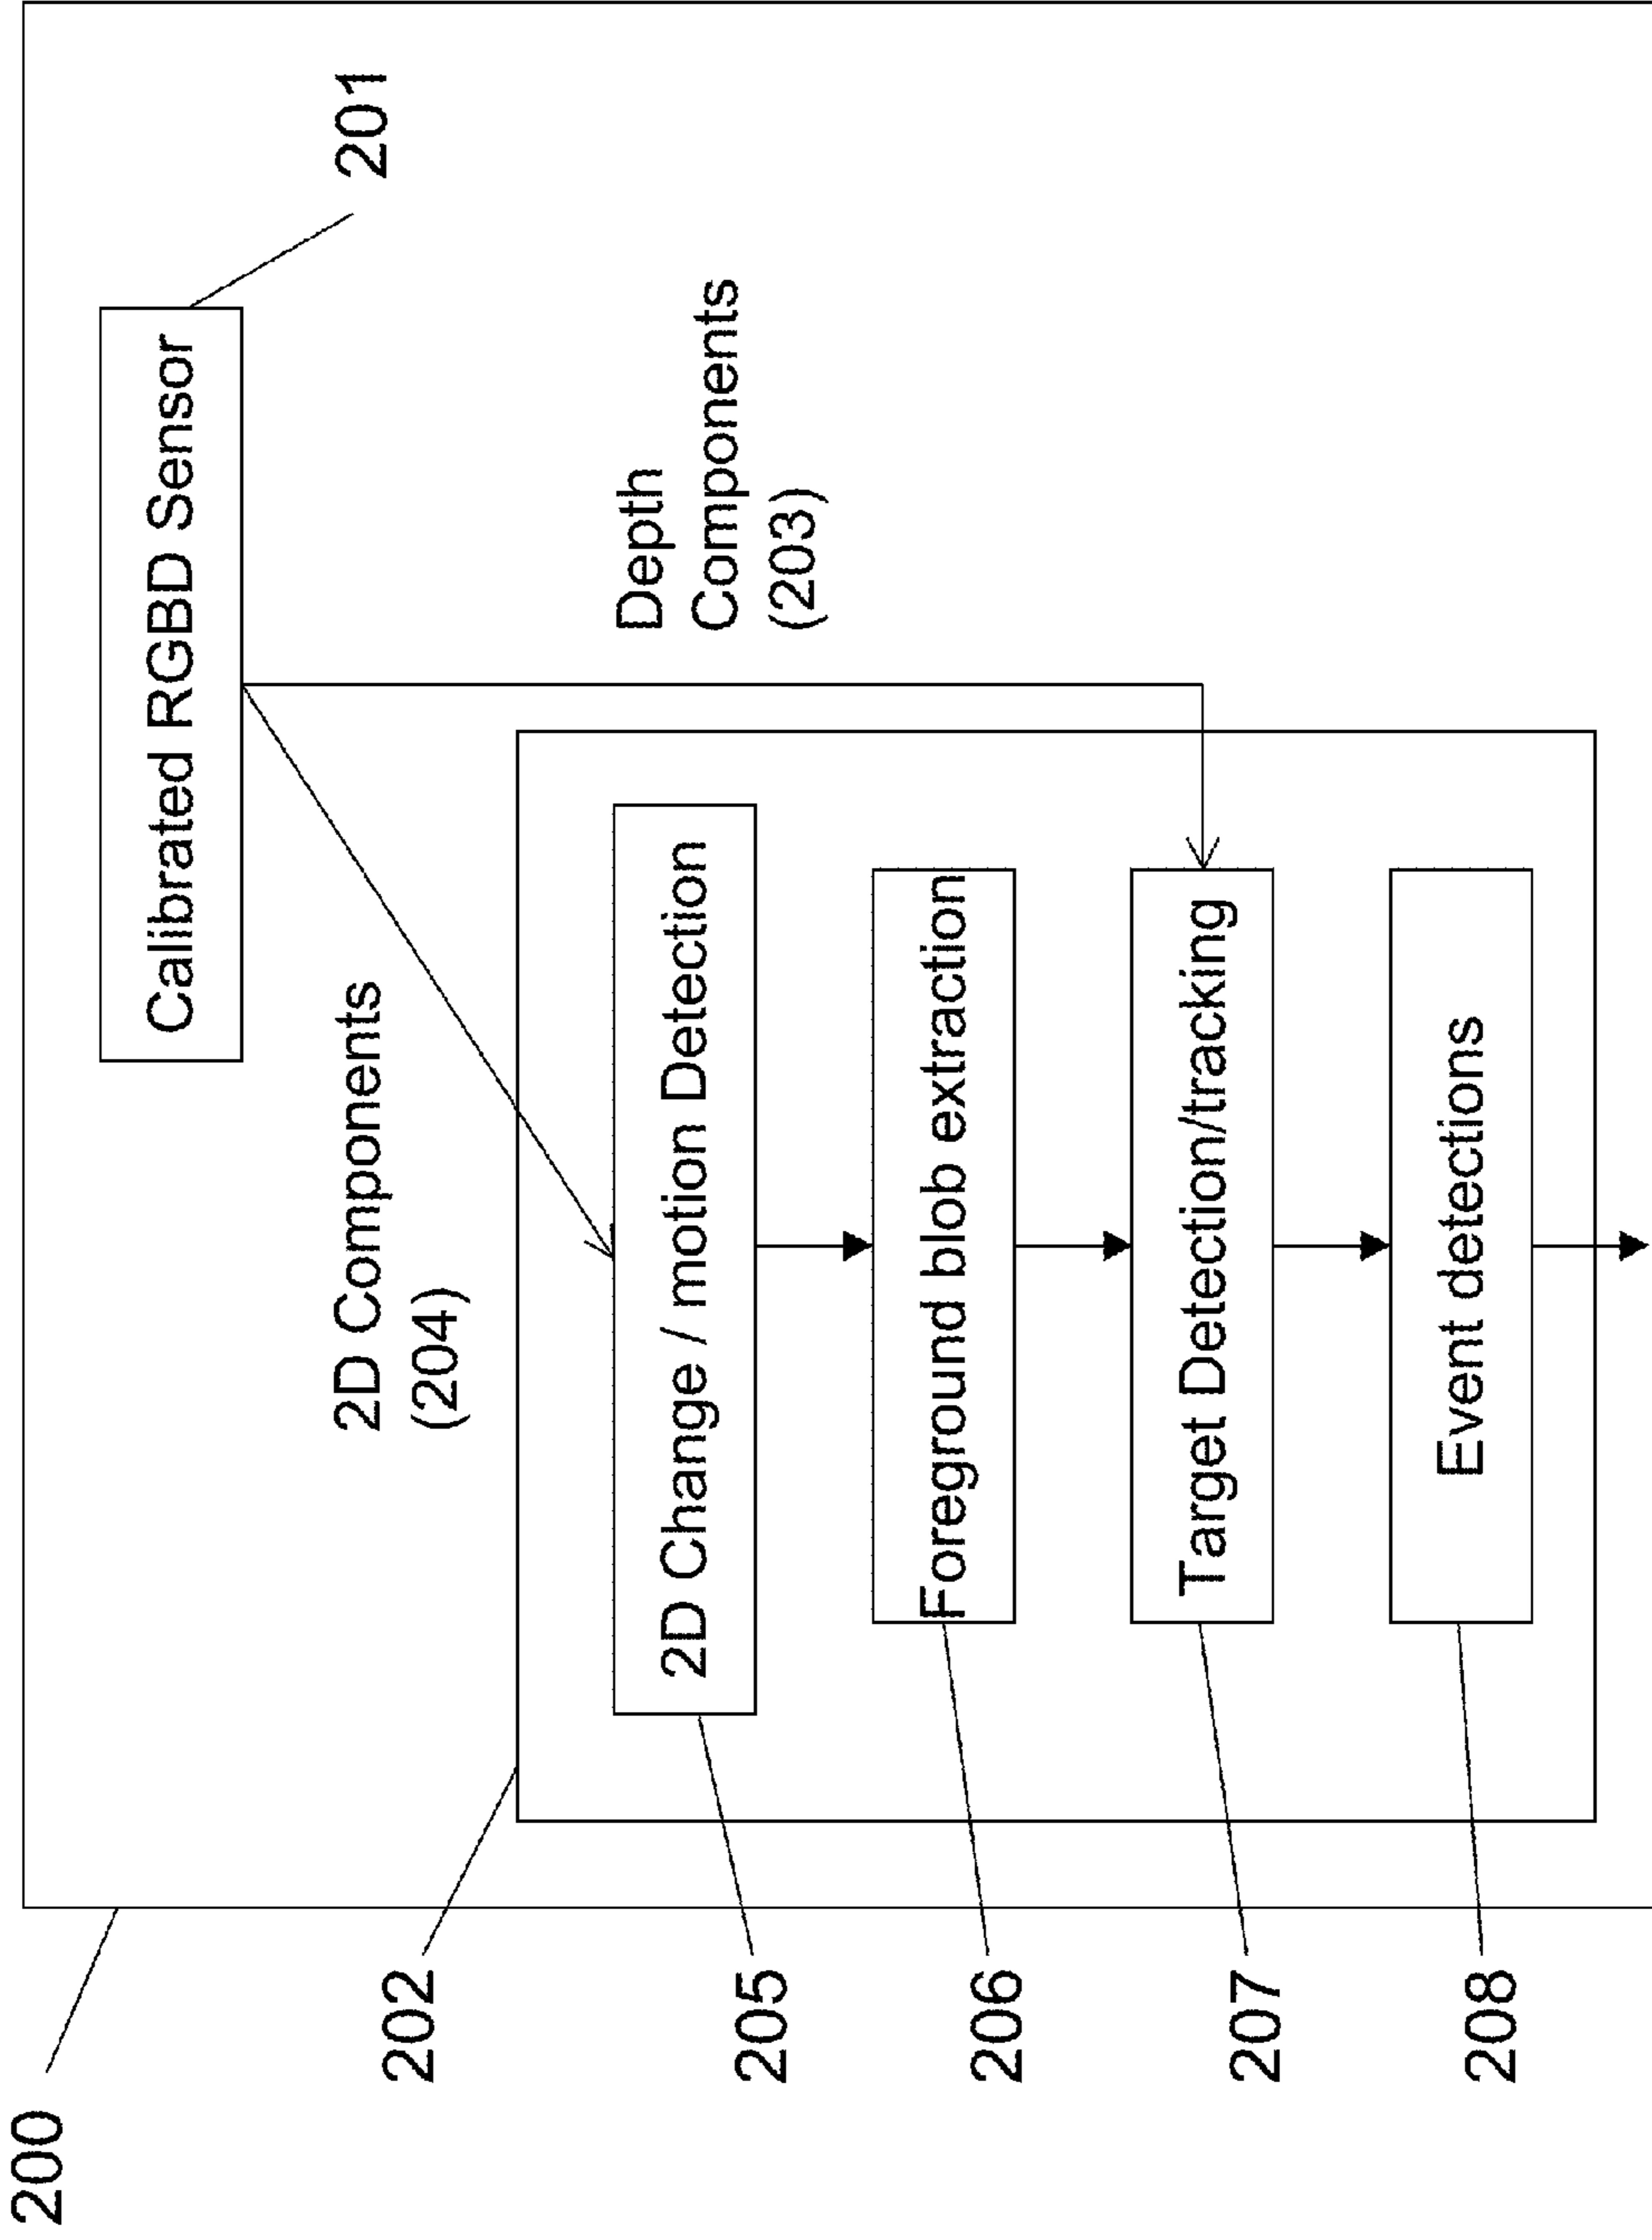 200
Calibrated RGBD Sensor
201
2D Components
(204)
Depth
Components
(203)
202
2D Change / motion Detection
205
Foreground blob extraction
206
Target Detection/tracking
207
Event detections
208